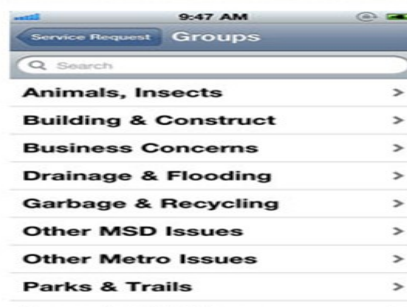 9:47 AM
Service Request
Groups
Search
Animals, Insects
Building & Construct
Business Concerns
Drainage & Flooding
Garbage & Recycling
Other MSD Issues
Other Metro Issues
Parks & Trails